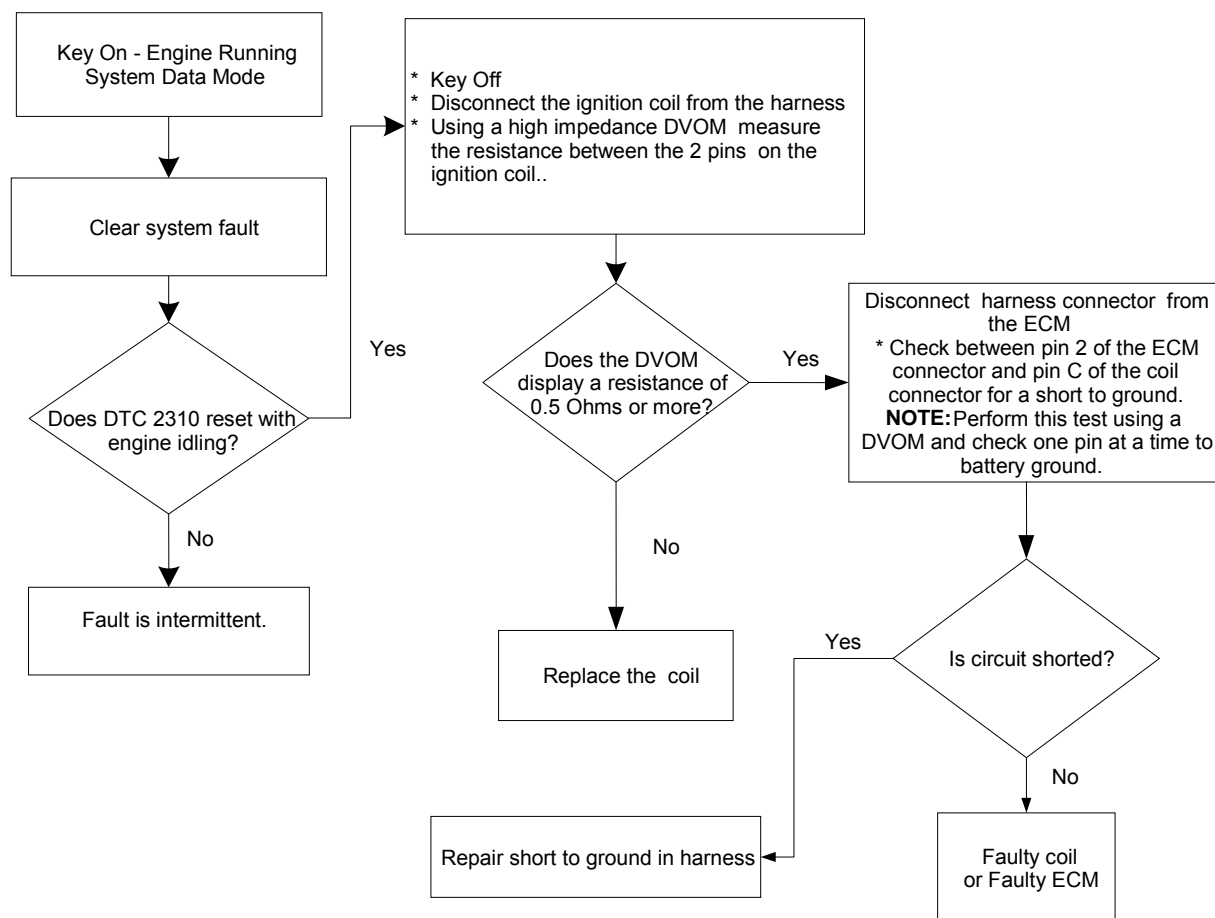 Key On - Engine Running
System Data Mode
Clear system fault
Does DTC 2310 reset with
engine idling?
Yes
No
Fault is intermittent.
* Key Off
* Disconnect the ignition coil from the harness
* Using a high impedance DVOM measure
the resistance between the 2 pins on the
ignition coil..
Does the DVOM
display a resistance of
0.5 Ohms or more?
Yes
No
Replace the coil
Disconnect harness connector from
the ECM
* Check between pin 2 of the ECM
connector and pin C of the coil
connector for a short to ground.
NOTE: Perform this test using a
DVOM and check one pin at a time to
battery ground.
Is circuit shorted?
Yes
No
Repair short to ground in harness
Faulty coil
or Faulty ECM